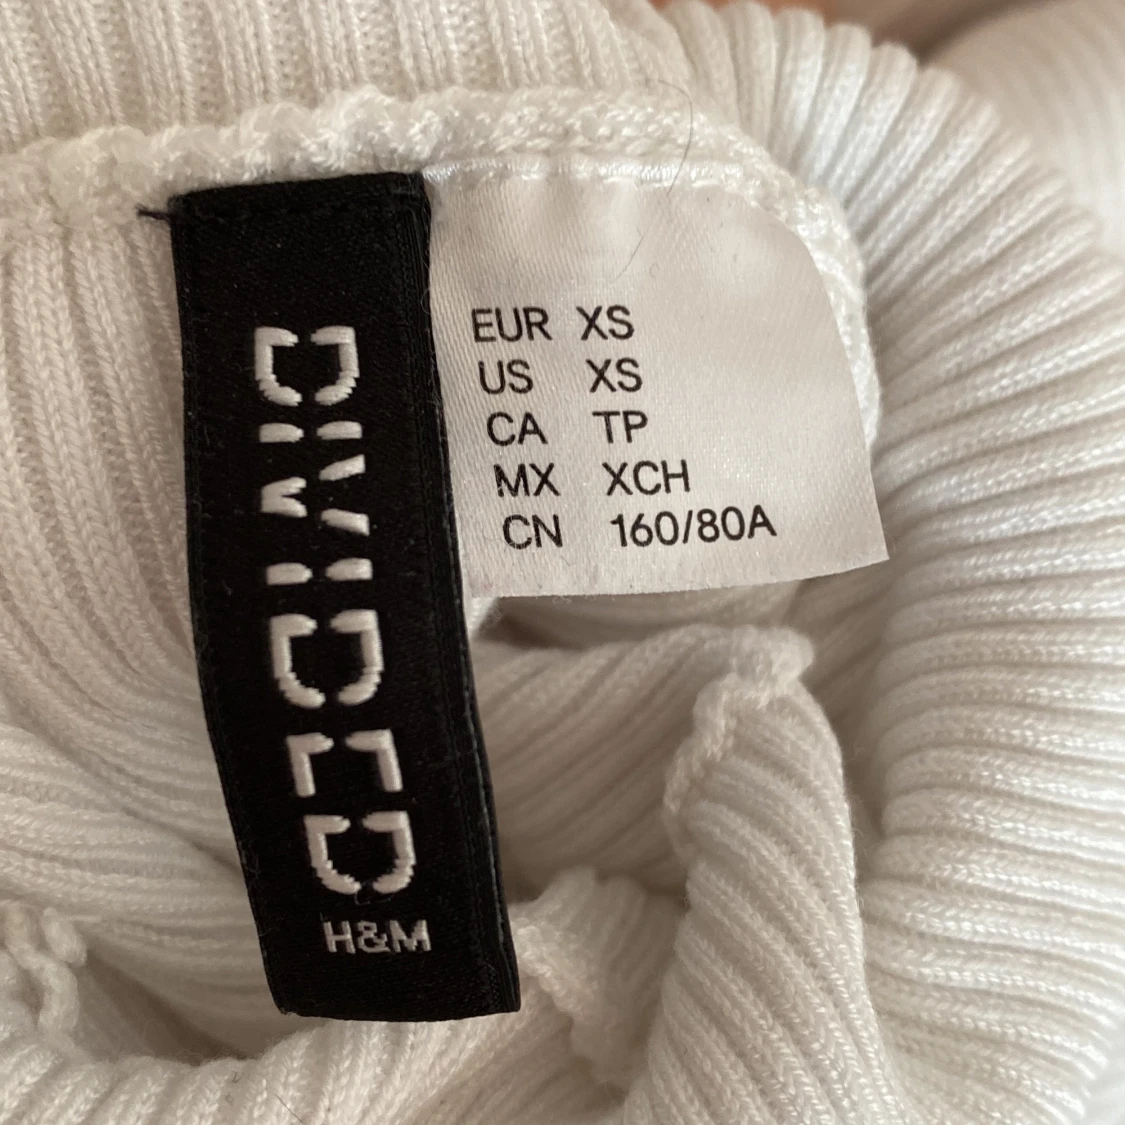 DIVIDED
H&M
EUR XS
US XS
CA TP
MX XCH
CN 160/80A